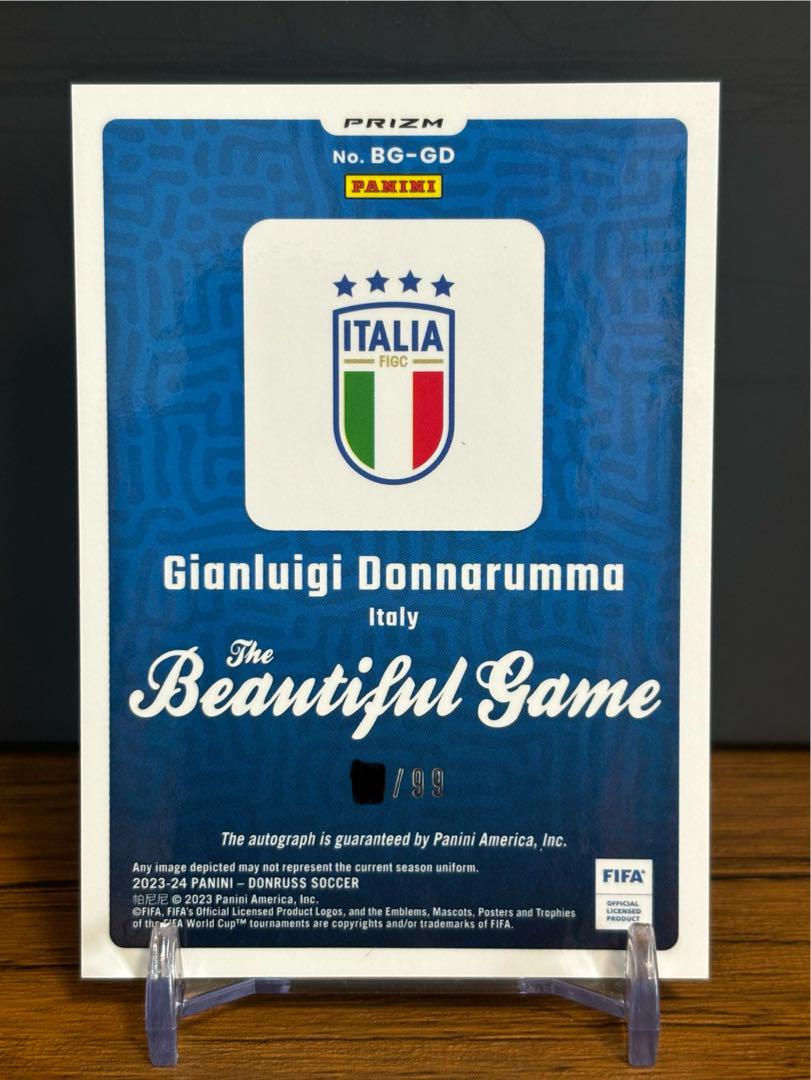 PRIZM
No. BG-GD
PANINI
ITALIA
FIGC
Gianluigi Donnarumma
Italy
The
Beautiful Game
/99
The autograph is guaranteed by Panini America, Inc.
Any image depicted may not represent the current season uniform.
2023-24 PANINI – DONRUSS SOCCER
帕尼尼 © 2023 Panini America, Inc.
©FIFA, FIFA's Official Licensed Product Logos, and the Emblems, Mascots, Posters and Trophies
of the FIFA World Cup™ tournaments are copyrights and/or trademarks of FIFA.
FIFA®
OFFICIAL
LICENSED
PRODUCT